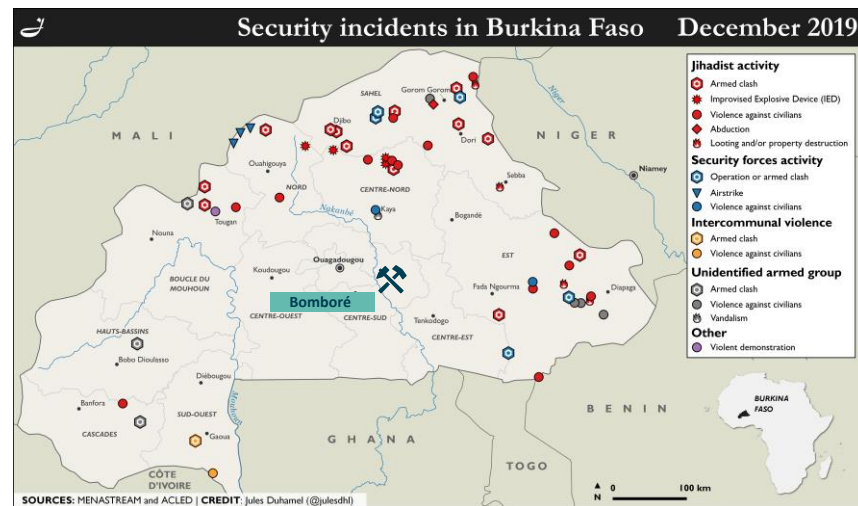 Security incidents in Burkina Faso December 2019
Jihadist activity
Armed clash
Improvised Explosive Device (IED)
Violence against civilians
Abduction
Looting and/or property destruction
Security forces activity
Operation or armed clash
Airstrike
Violence against civilians
Intercommunal violence
Armed clash
Violence against civilians
Unidentified armed group
Armed clash
Violence against civilians
Vandalism
Other
Violent demonstration
MALI
NIGER
Niger
Niamey
SAHEL
Gorom Gorom
Djibo
Dori
Ouahigouya
NORD
CENTRE-NORD
Sebba
Nakanbé
Kaya
Bogandé
Tougan
Nouna
Ouagadougou
Koudougou
EST
Fada Ngourma
Diapaga
BOUCLE DU
MOUHOUN
Bomboré
CENTRE-OUEST
CENTRE-SUD
Tenkodogo
CENTRE-EST
HAUTS-BASSINS
Bobo Dioulasso
Diébougou
Banfora
SUD-OUEST
Gaoua
CASCADES
CÔTE
D'IVOIRE
GHANA
TOGO
BENIN
BURKINA
FASO
N
0 100 km
SOURCES: MENASTREAM and ACLED | CREDIT: Jules Duhamel (@julesdhl)